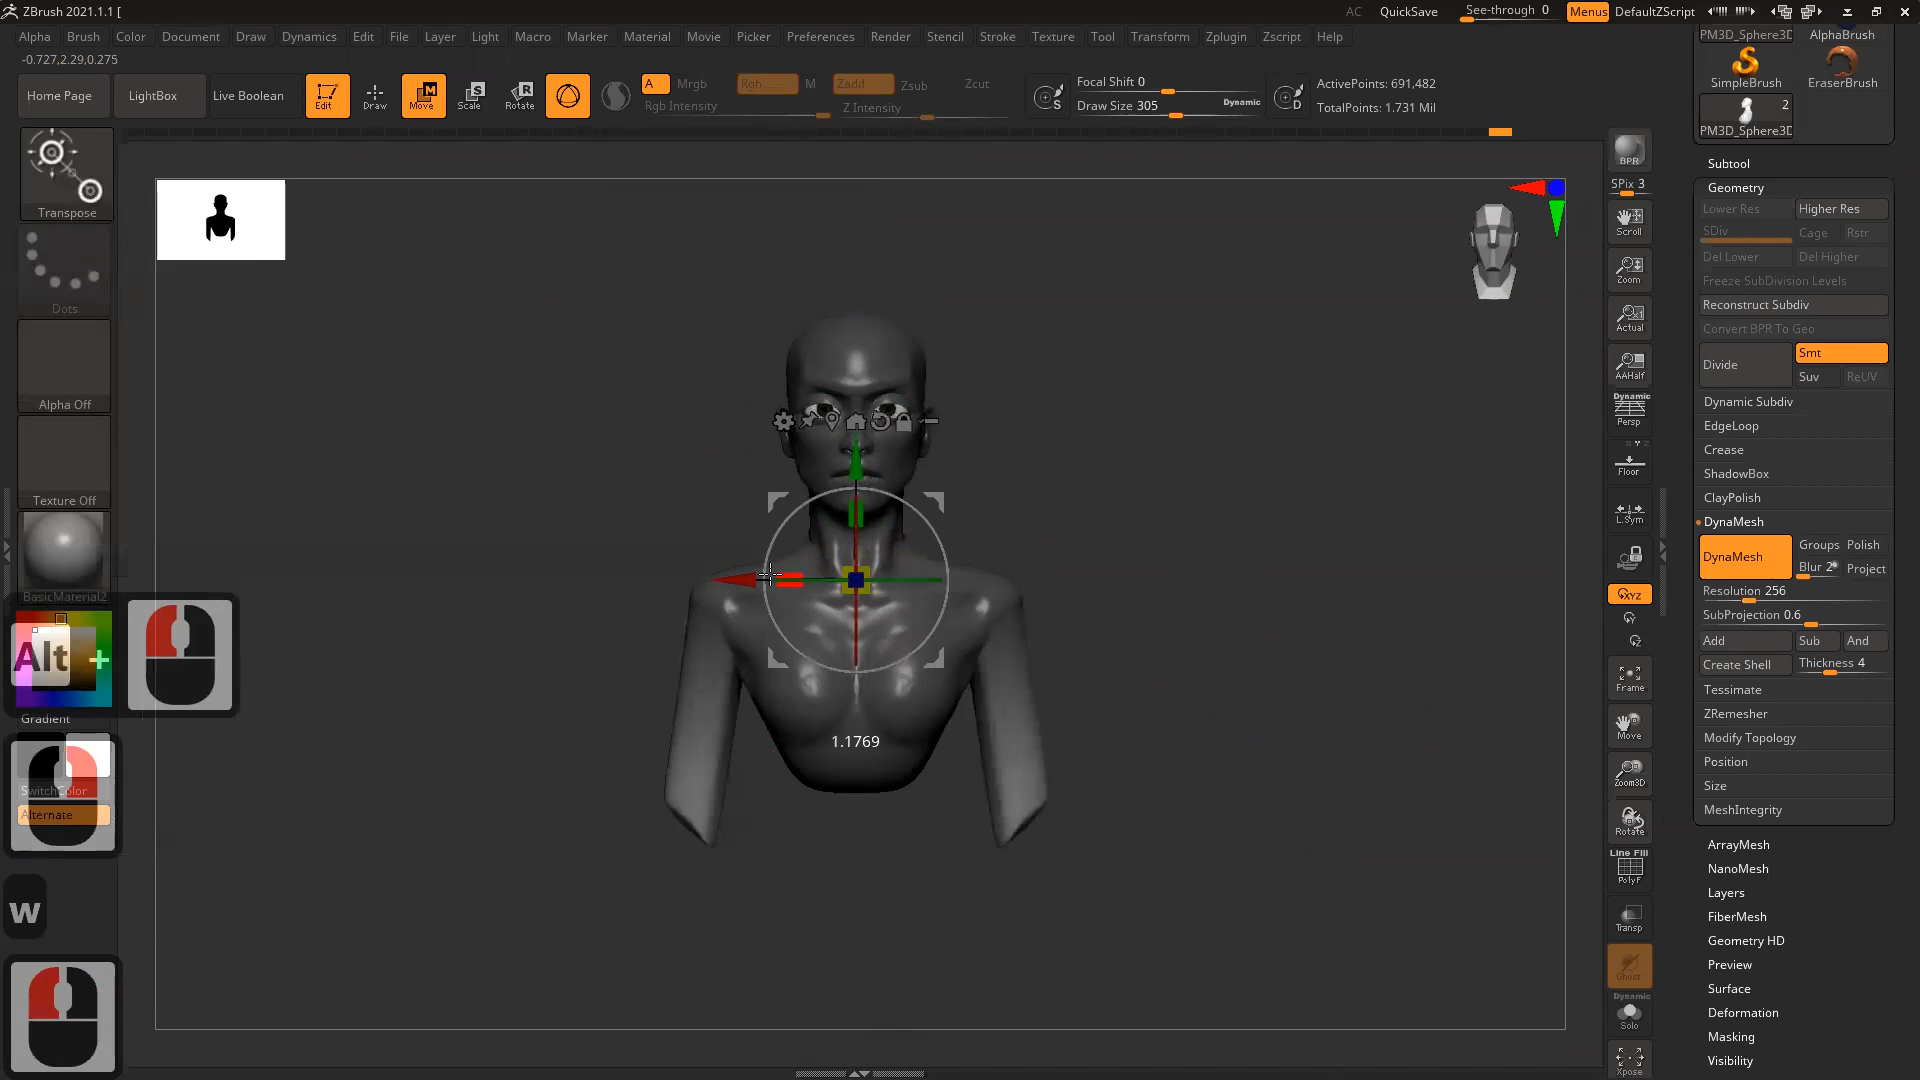 ZBrush 2021.1.1 [
AC
QuickSave
See-through 0
Menus
DefaultZScript
Alpha Brush Color Document Draw Dynamics Edit File Layer Light Macro Marker Material Movie Picker Preferences Render Stencil Stroke Texture Tool Transform Zplugin Zscript Help
-0.727,2.29,0.275
Home Page
LightBox
Live Boolean
Edit
Draw
Move
Scale
Rotate
A
Mrgb
Rgb
M
Zadd
Zsub
Zcut
Rgb Intensity
Z Intensity
Focal Shift 0
Draw Size 305
Dynamic
ActivePoints: 691,482
TotalPoints: 1.731 Mil
Transpose
Dots
Alpha Off
Texture Off
BasicMaterial2
Alt
+
Gradient
SwitchColor
Alternate
w
1.1769
BPR
SPix 3
Scroll
Zoom
Actual
AAHalf
Dynamic
Persp
Floor
L.Sym
XYZ
Frame
Move
Zoom3D
Rotate
Line Fill
PolyF
Transp
Ghost
Dynamic
Solo
Xpose
PM3D_Sphere3D
AlphaBrush
SimpleBrush
EraserBrush
2
PM3D_Sphere3D
Subtool
Geometry
Lower Res
Higher Res
SDiv
Cage
Rstr
Del Lower
Del Higher
Freeze SubDivision Levels
Reconstruct Subdiv
Convert BPR To Geo
Divide
Smt
Suv
ReUV
Dynamic Subdiv
EdgeLoop
Crease
ShadowBox
ClayPolish
DynaMesh
DynaMesh
Groups
Polish
Blur 2
Project
Resolution 256
SubProjection 0.6
Add
Sub
And
Create Shell
Thickness 4
Tessimate
ZRemesher
Modify Topology
Position
Size
MeshIntegrity
ArrayMesh
NanoMesh
Layers
FiberMesh
Geometry HD
Preview
Surface
Deformation
Masking
Visibility